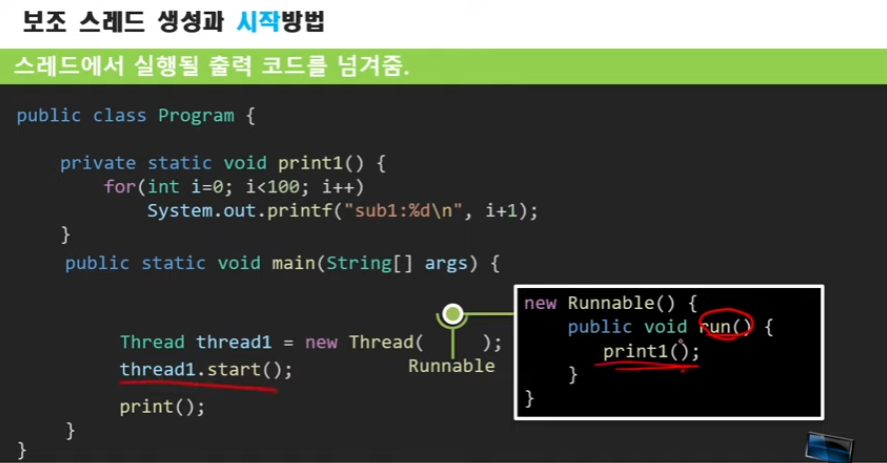 보조 스레드 생성과 시작방법
스레드에서 실행될 출력 코드를 넘겨줌.
public class Program {
private static void print1() {
for(int i=0; i<100; i++)
System.out.printf("sub1:%d\n", i+1);
}
public static void main(String[] args) {
Thread thread1 = new Thread( );
Runnable
thread1.start();
print();
}
}
new Runnable() {
public void run() {
print1();
}
}